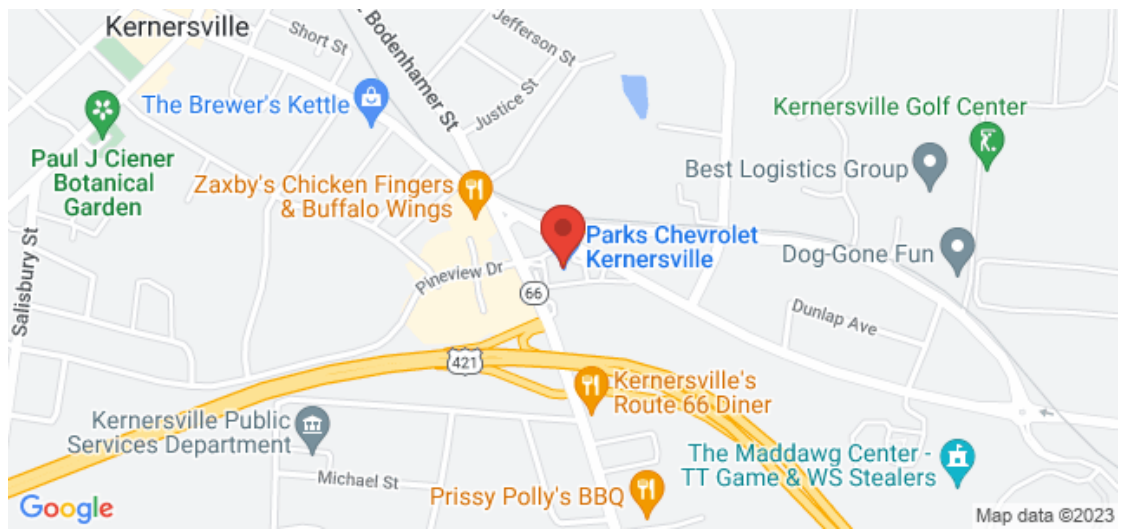 Kernersville
Short St
Bodenhamer St
Jefferson St
Justice St
The Brewer's Kettle
Kernersville Golf Center
Paul J Ciener
Botanical
Garden
Best Logistics Group
Zaxby's Chicken Fingers
& Buffalo Wings
Parks Chevrolet
Kernersville
Dog-Gone Fun
Salisbury St
Pineview Dr
66
Dunlap Ave
421
Kernersville's
Route 66 Diner
Kernersville Public
Services Department
Michael St
The Maddawg Center -
TT Game & WS Stealers
Prissy Polly's BBQ
Google
Map data ©2023